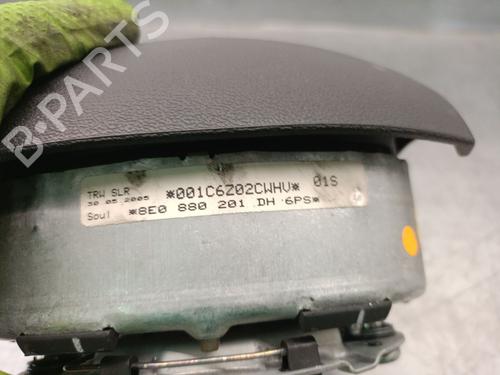 TRW SLR *001C6Z02CWHV* 01S
30.05.2005
Soul *8E0 880 201 DH 6PS*
B-PARTS